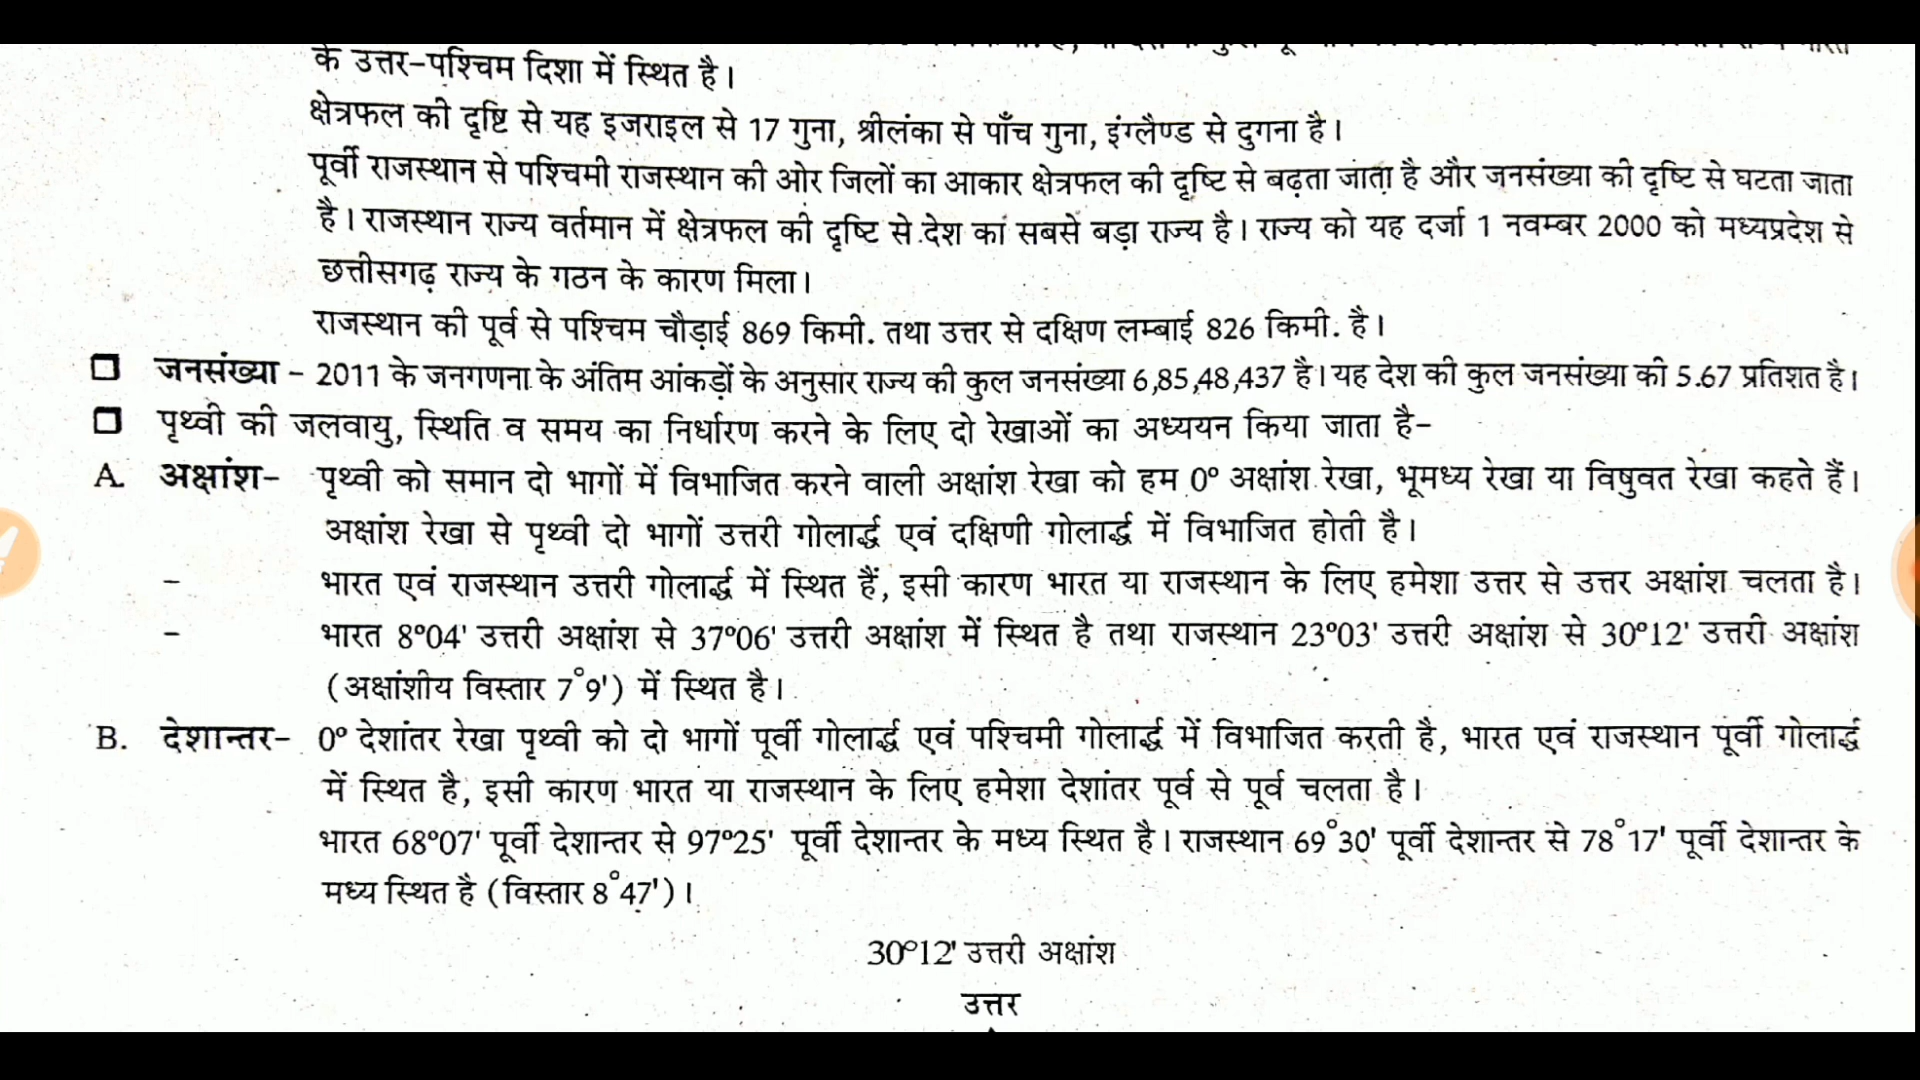 के उत्तर-पश्चिम दिशा में स्थित है।
क्षेत्रफल की दृष्टि से यह इजराइल से 17 गुना, श्रीलंका से पाँच गुना, इंग्लैण्ड से दुगना है।
पूर्वी राजस्थान से पश्चिमी राजस्थान की ओर जिलों का आकार क्षेत्रफल की दृष्टि से बढ़ता जाता है और जनसंख्या की दृष्टि से घटता जाता
है। राजस्थान राज्य वर्तमान में क्षेत्रफल की दृष्टि से देश का सबसे बड़ा राज्य है। राज्य को यह दर्जा 1 नवम्बर 2000 को मध्यप्रदेश से
छत्तीसगढ़ राज्य के गठन के कारण मिला।
राजस्थान की पूर्व से पश्चिम चौड़ाई 869 किमी. तथा उत्तर से दक्षिण लम्बाई 826 किमी. है।
जनसंख्या - 2011 के जनगणना के अंतिम आंकड़ों के अनुसार राज्य की कुल जनसंख्या 6,85,48,437 है। यह देश की कुल जनसंख्या की 5.67 प्रतिशत है।
पृथ्वी की जलवायु, स्थिति व समय का निर्धारण करने के लिए दो रेखाओं का अध्ययन किया जाता है-
A. अक्षांश- पृथ्वी को समान दो भागों में विभाजित करने वाली अक्षांश रेखा को हम 0° अक्षांश रेखा, भूमध्य रेखा या विषुवत रेखा कहते हैं।
अक्षांश रेखा से पृथ्वी दो भागों उत्तरी गोलार्द्ध एवं दक्षिणी गोलार्द्ध में विभाजित होती है।
- भारत एवं राजस्थान उत्तरी गोलार्द्ध में स्थित हैं, इसी कारण भारत या राजस्थान के लिए हमेशा उत्तर से उत्तर अक्षांश चलता है।
- भारत 8°04' उत्तरी अक्षांश से 37°06' उत्तरी अक्षांश में स्थित है तथा राजस्थान 23°03' उत्तरी अक्षांश से 30°12' उत्तरी अक्षांश
(अक्षांशीय विस्तार 7°9') में स्थित है।
B. देशान्तर- 0° देशांतर रेखा पृथ्वी को दो भागों पूर्वी गोलार्द्ध एवं पश्चिमी गोलार्द्ध में विभाजित करती है, भारत एवं राजस्थान पूर्वी गोलार्द्ध
में स्थित है, इसी कारण भारत या राजस्थान के लिए हमेशा देशांतर पूर्व से पूर्व चलता है।
भारत 68°07' पूर्वी देशान्तर से 97°25' पूर्वी देशान्तर के मध्य स्थित है। राजस्थान 69°30' पूर्वी देशान्तर से 78°17' पूर्वी देशान्तर के
मध्य स्थित है (विस्तार 8°47')।
30°12' उत्तरी अक्षांश
उत्तर